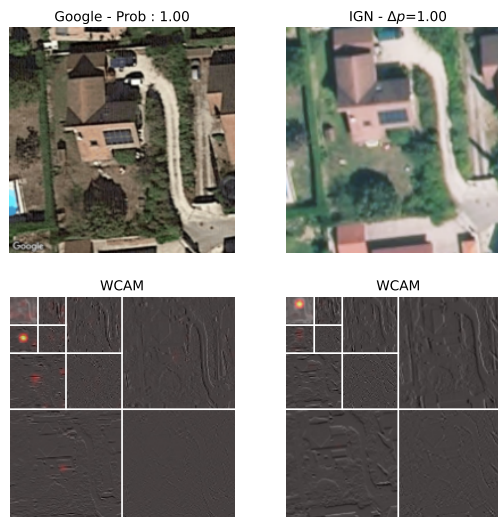 Google - Prob : 1.00
IGN - Δp=1.00
Google
WCAM
WCAM